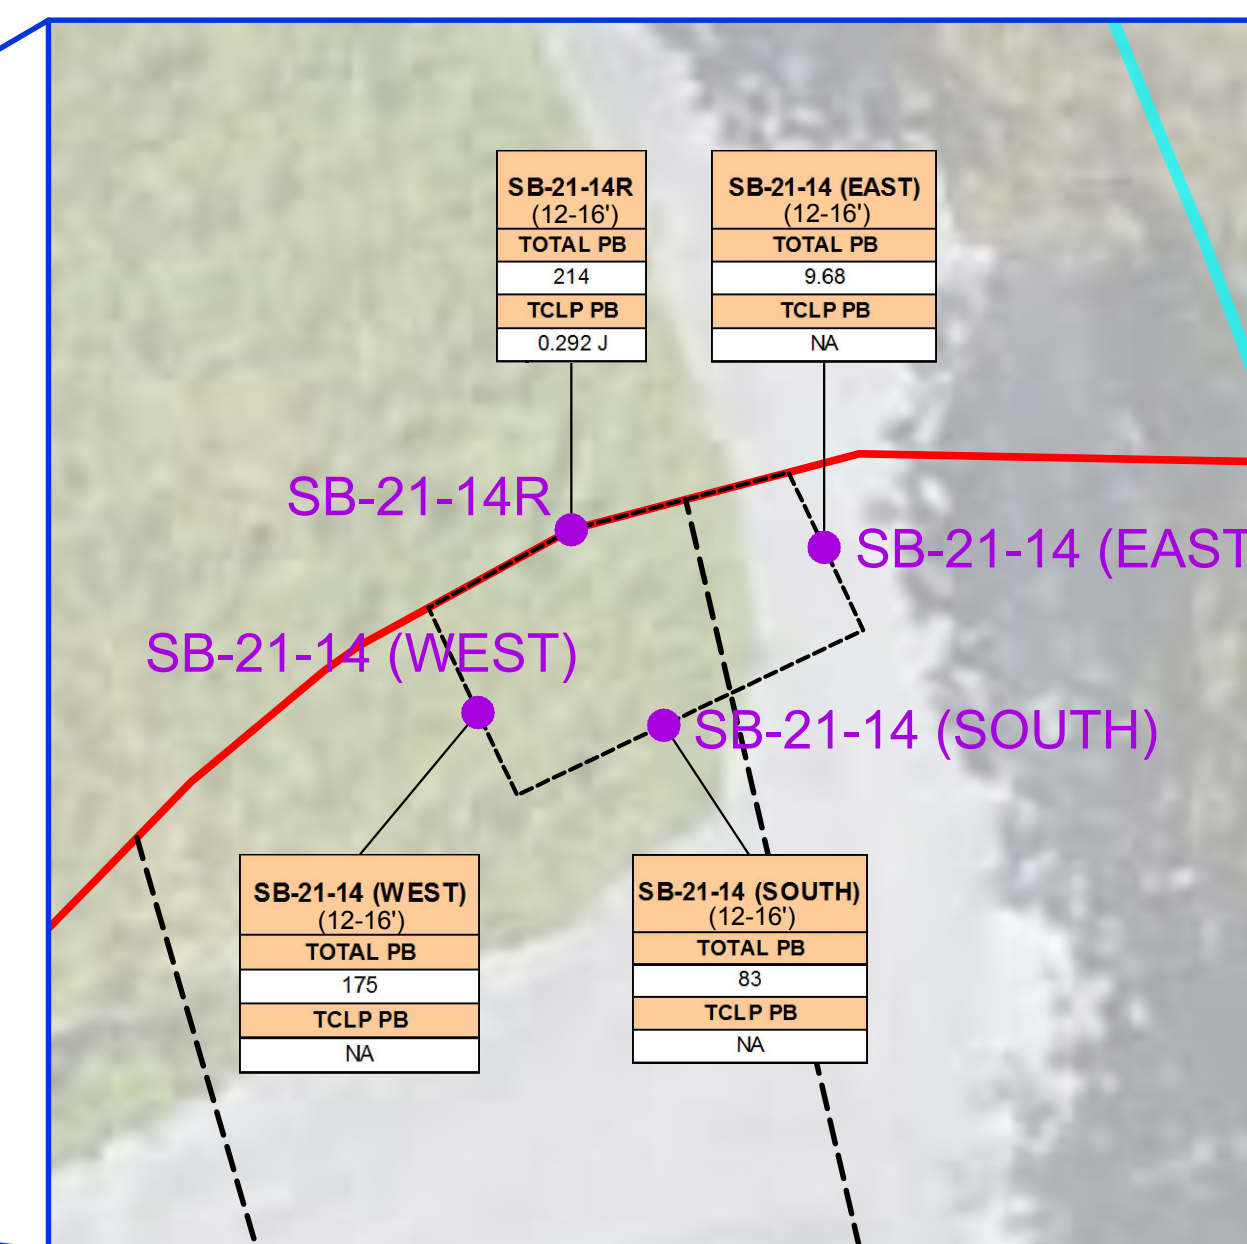 SB-21-14R
(12-16')
TOTAL PB
214
TCLP PB
0.292 J
SB-21-14 (EAST)
(12-16')
TOTAL PB
9.68
TCLP PB
NA
SB-21-14R
SB-21-14 (EAST
SB-21-14 (WEST)
SB-21-14 (SOUTH)
SB-21-14 (WEST)
(12-16')
TOTAL PB
175
TCLP PB
NA
SB-21-14 (SOUTH)
(12-16')
TOTAL PB
83
TCLP PB
NA